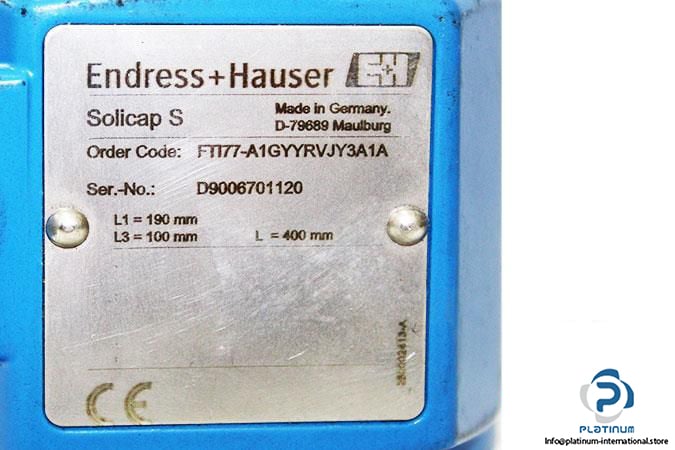 Endress+Hauser E+H
Solicap S
Made in Germany.
D-79689 Maulburg
Order Code: FTI77-A1GYYRVJY3A1A
Ser.-No.: D9006701120
L1 = 190 mm
L3 = 100 mm L = 400 mm
CE
PLATINUM
Info@platinum-international.store